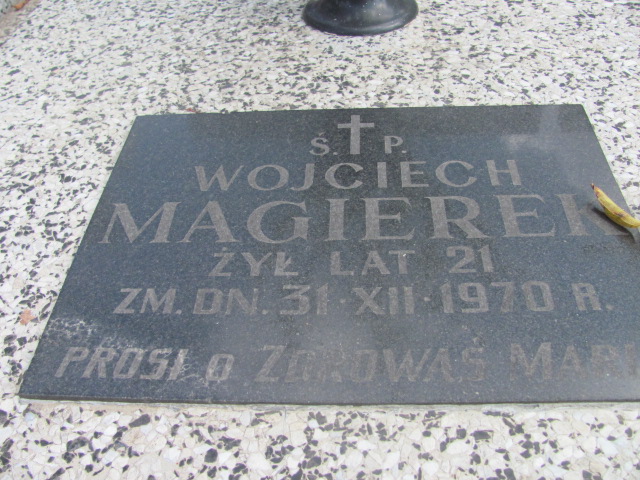 Ś. P.
WOJCIECH
MAGIEREK
ŻYŁ LAT 21
ZM. DN. 31·XII·1970 R.
PROSI o ZDROWAŚ